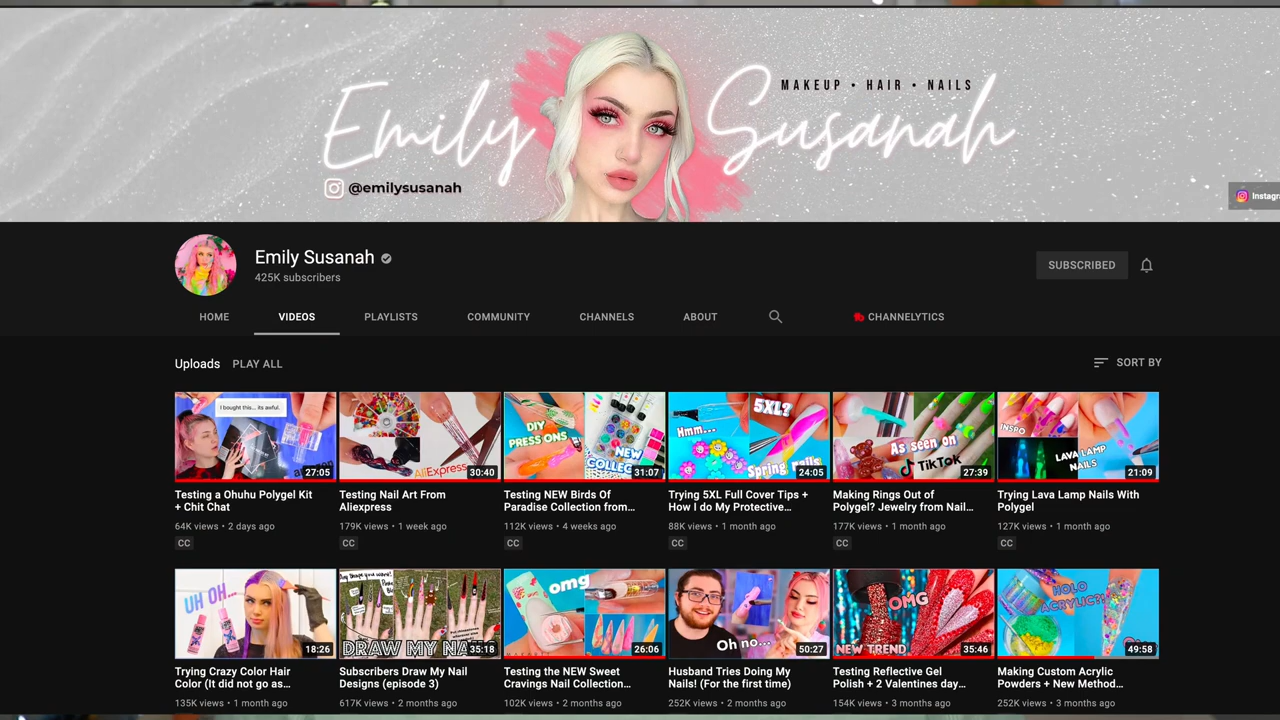 Emily Susanah
MAKEUP • HAIR • NAILS
@emilysusanah
Emily Susanah
425K subscribers
SUBSCRIBED
HOME
VIDEOS
PLAYLISTS
COMMUNITY
CHANNELS
ABOUT
CHANNELYTICS
Uploads
PLAY ALL
SORT BY
I bought this... its awful.
27:05
AliExpress
30:40
DIY
PRESS ONS
NEW
31:07
Hmm...
5XL?
24:05
As seen on
TikTok
27:39
INSPO
LAVA LAMP
NAILS
21:09
Testing a Ohuhu Polygel Kit
+ Chit Chat
64K views • 2 days ago
CC
Testing Nail Art From
Aliexpress
179K views • 1 week ago
CC
Testing NEW Birds Of
Paradise Collection from...
112K views • 4 weeks ago
CC
Trying 5XL Full Cover Tips +
How I do My Protective...
88K views • 1 month ago
CC
Making Rings Out of
Polygel? Jewelry from Nail...
177K views • 1 month ago
CC
Trying Lava Lamp Nails With
Polygel
127K views • 1 month ago
CC
UH OH...
18:26
DRAW MY
35:18
omg
26:06
Oh no...
50:27
OMG
NEW TREND
35:46
HOLO
ACRYLIC?!
49:58
Trying Crazy Color Hair
Color (It did not go as...
135K views • 1 month ago
Subscribers Draw My Nail
Designs (episode 3)
617K views • 2 months ago
Testing the NEW Sweet
Cravings Nail Collection...
102K views • 2 months ago
Husband Tries Doing My
Nails! (For the first time)
252K views • 2 months ago
Testing Reflective Gel
Polish + 2 Valentines day...
154K views • 3 months ago
Making Custom Acrylic
Powders + New Method...
252K views • 3 months ago